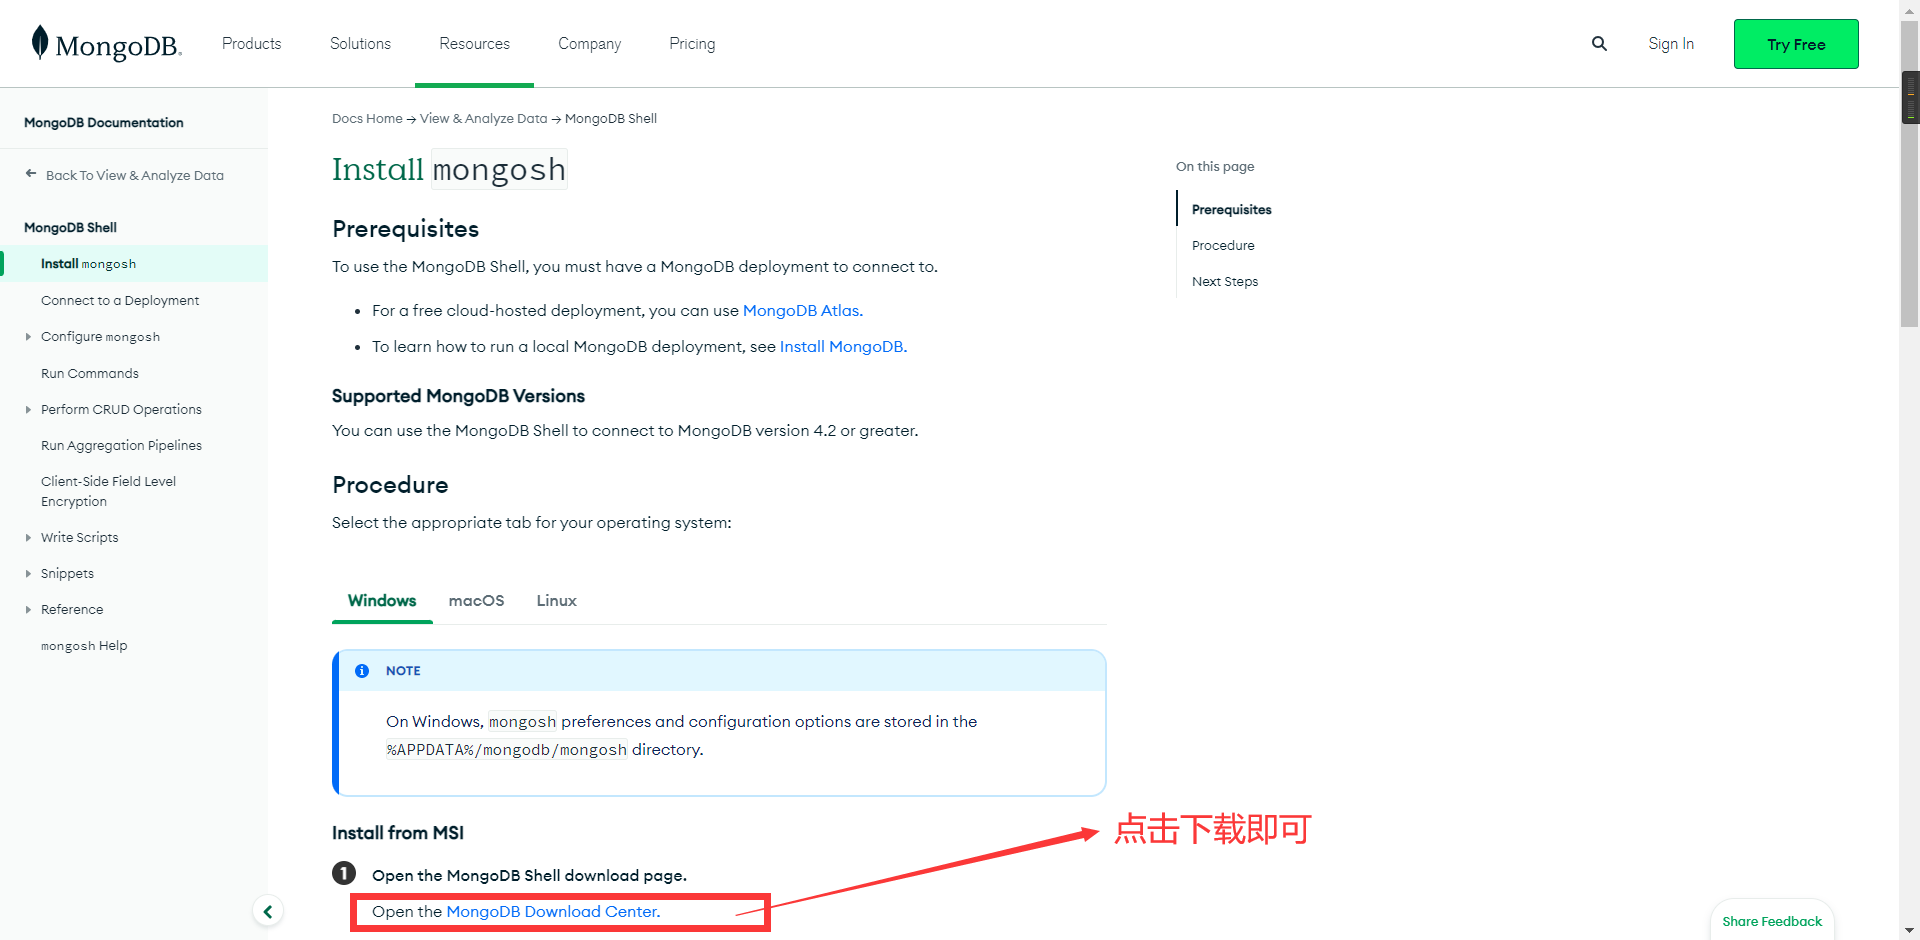 MongoDB.
Products
Solutions
Resources
Company
Pricing
Sign In
Try Free
MongoDB Documentation
Back To View & Analyze Data
MongoDB Shell
Install mongosh
Connect to a Deployment
Configure mongosh
Run Commands
Perform CRUD Operations
Run Aggregation Pipelines
Client-Side Field Level
Encryption
Write Scripts
Snippets
Reference
mongosh Help
Docs Home → View & Analyze Data → MongoDB Shell
Install mongosh
Prerequisites
To use the MongoDB Shell, you must have a MongoDB deployment to connect to.
• For a free cloud-hosted deployment, you can use MongoDB Atlas.
• To learn how to run a local MongoDB deployment, see Install MongoDB.
Supported MongoDB Versions
You can use the MongoDB Shell to connect to MongoDB version 4.2 or greater.
Procedure
Select the appropriate tab for your operating system:
Windows
macOS
Linux
NOTE
On Windows, mongosh preferences and configuration options are stored in the
%APPDATA%/mongodb/mongosh directory.
Install from MSI
1 Open the MongoDB Shell download page.
Open the MongoDB Download Center.
点击下载即可
On this page
Prerequisites
Procedure
Next Steps
Share Feedback